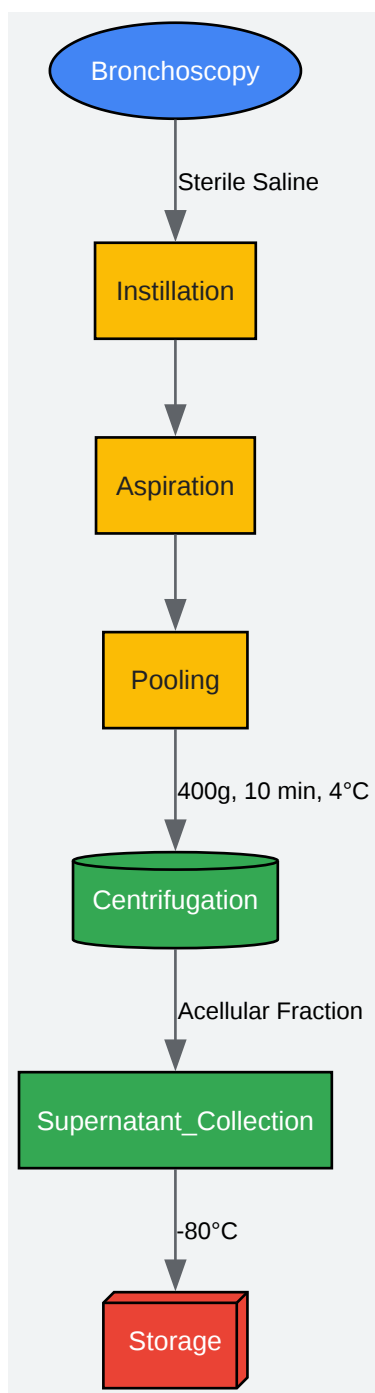 Bronchoscopy
Sterile Saline
Instillation
Aspiration
Pooling
400g, 10 min, 4°C
Centrifugation
Acellular Fraction
Supernatant_Collection
-80°C
Storage